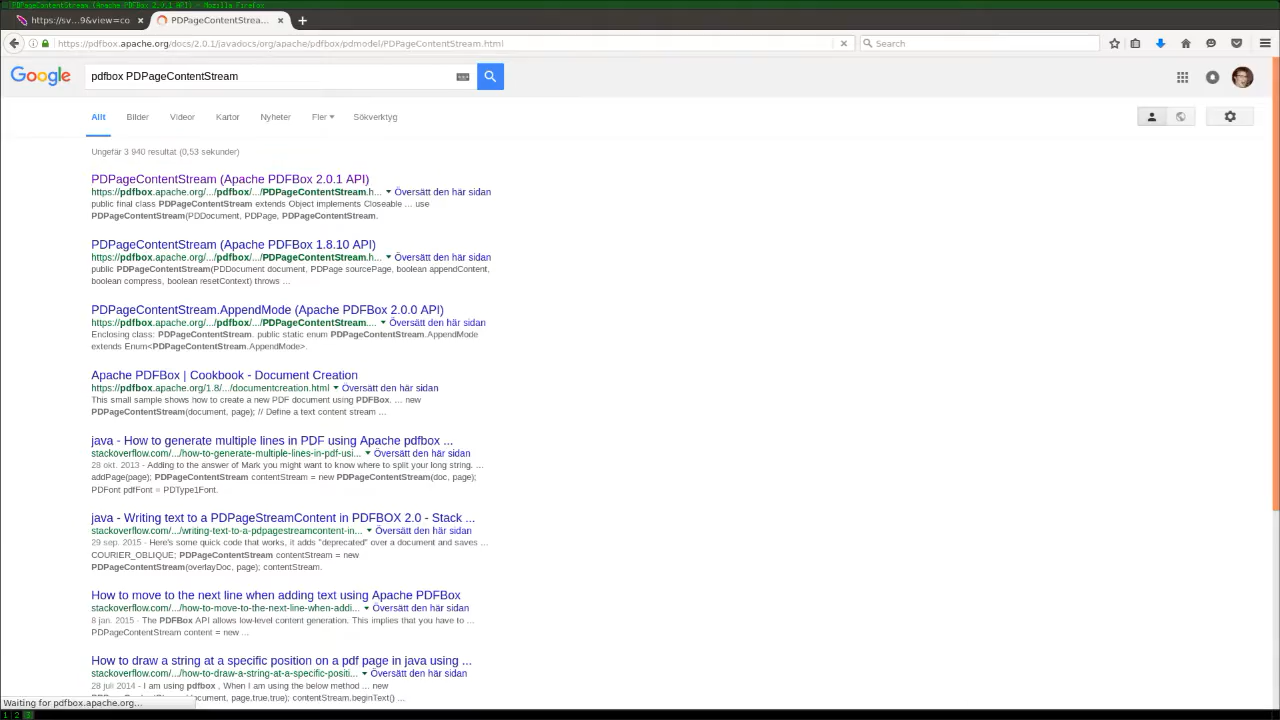 PDPageContentStream (Apache PDFBox 2.0.1 API) - Mozilla Firefox
https://sv...9&view=co × PDPageContentStrea... × +
https://pdfbox.apache.org/docs/2.0.1/javadocs/org/apache/pdfbox/pdmodel/PDPageContentStream.html Search
Google pdfbox PDPageContentStream
Allt Bilder Videor Kartor Nyheter Fler Sökverktyg
Ungefär 3 940 resultat (0,53 sekunder)
PDPageContentStream (Apache PDFBox 2.0.1 API)
https://pdfbox.apache.org/.../pdfbox/.../PDPageContentStream.h... Översätt den här sidan
public final class PDPageContentStream extends Object implements Closeable ... use
PDPageContentStream(PDDocument, PDPage, PDPageContentStream.
PDPageContentStream (Apache PDFBox 1.8.10 API)
https://pdfbox.apache.org/.../pdfbox/.../PDPageContentStream.h... Översätt den här sidan
public PDPageContentStream(PDDocument document, PDPage sourcePage, boolean appendContent,
boolean compress, boolean resetContext) throws ...
PDPageContentStream.AppendMode (Apache PDFBox 2.0.0 API)
https://pdfbox.apache.org/.../pdfbox/.../PDPageContentStream.... Översätt den här sidan
Enclosing class: PDPageContentStream. public static enum PDPageContentStream.AppendMode
extends Enum<PDPageContentStream.AppendMode>.
Apache PDFBox | Cookbook - Document Creation
https://pdfbox.apache.org/1.8/.../documentcreation.html Översätt den här sidan
This small sample shows how to create a new PDF document using PDFBox. ... new
PDPageContentStream(document, page); // Define a text content stream ...
java - How to generate multiple lines in PDF using Apache pdfbox ...
stackoverflow.com/.../how-to-generate-multiple-lines-in-pdf-usi... Översätt den här sidan
28 okt. 2013 - Adding to the answer of Mark you might want to know where to split your long string. ...
addPage(page); PDPageContentStream contentStream = new PDPageContentStream(doc, page);
PDFont pdfFont = PDType1Font.
java - Writing text to a PDPageStreamContent in PDFBOX 2.0 - Stack ...
stackoverflow.com/.../writing-text-to-a-pdpagestreamcontent-in... Översätt den här sidan
29 sep. 2015 - Here's some quick code that works, it adds "deprecated" over a document and saves ...
COURIER_OBLIQUE; PDPageContentStream contentStream = new
PDPageContentStream(overlayDoc, page); contentStream.
How to move to the next line when adding text using Apache PDFBox
stackoverflow.com/.../how-to-move-to-the-next-line-when-addi... Översätt den här sidan
8 jan. 2015 - The PDFBox API allows low-level content generation. This implies that you have to ...
PDPageContentStream content = new ...
How to draw a string at a specific position on a pdf page in java using ...
stackoverflow.com/.../how-to-draw-a-string-at-a-specific-positi... Översätt den här sidan
28 juli 2014 - I am using pdfbox , When I am using the below method ... new
PDPageContentStream(document, page,true,true); contentStream.beginText() ...
Waiting for pdfbox.apache.org...
1 2 3